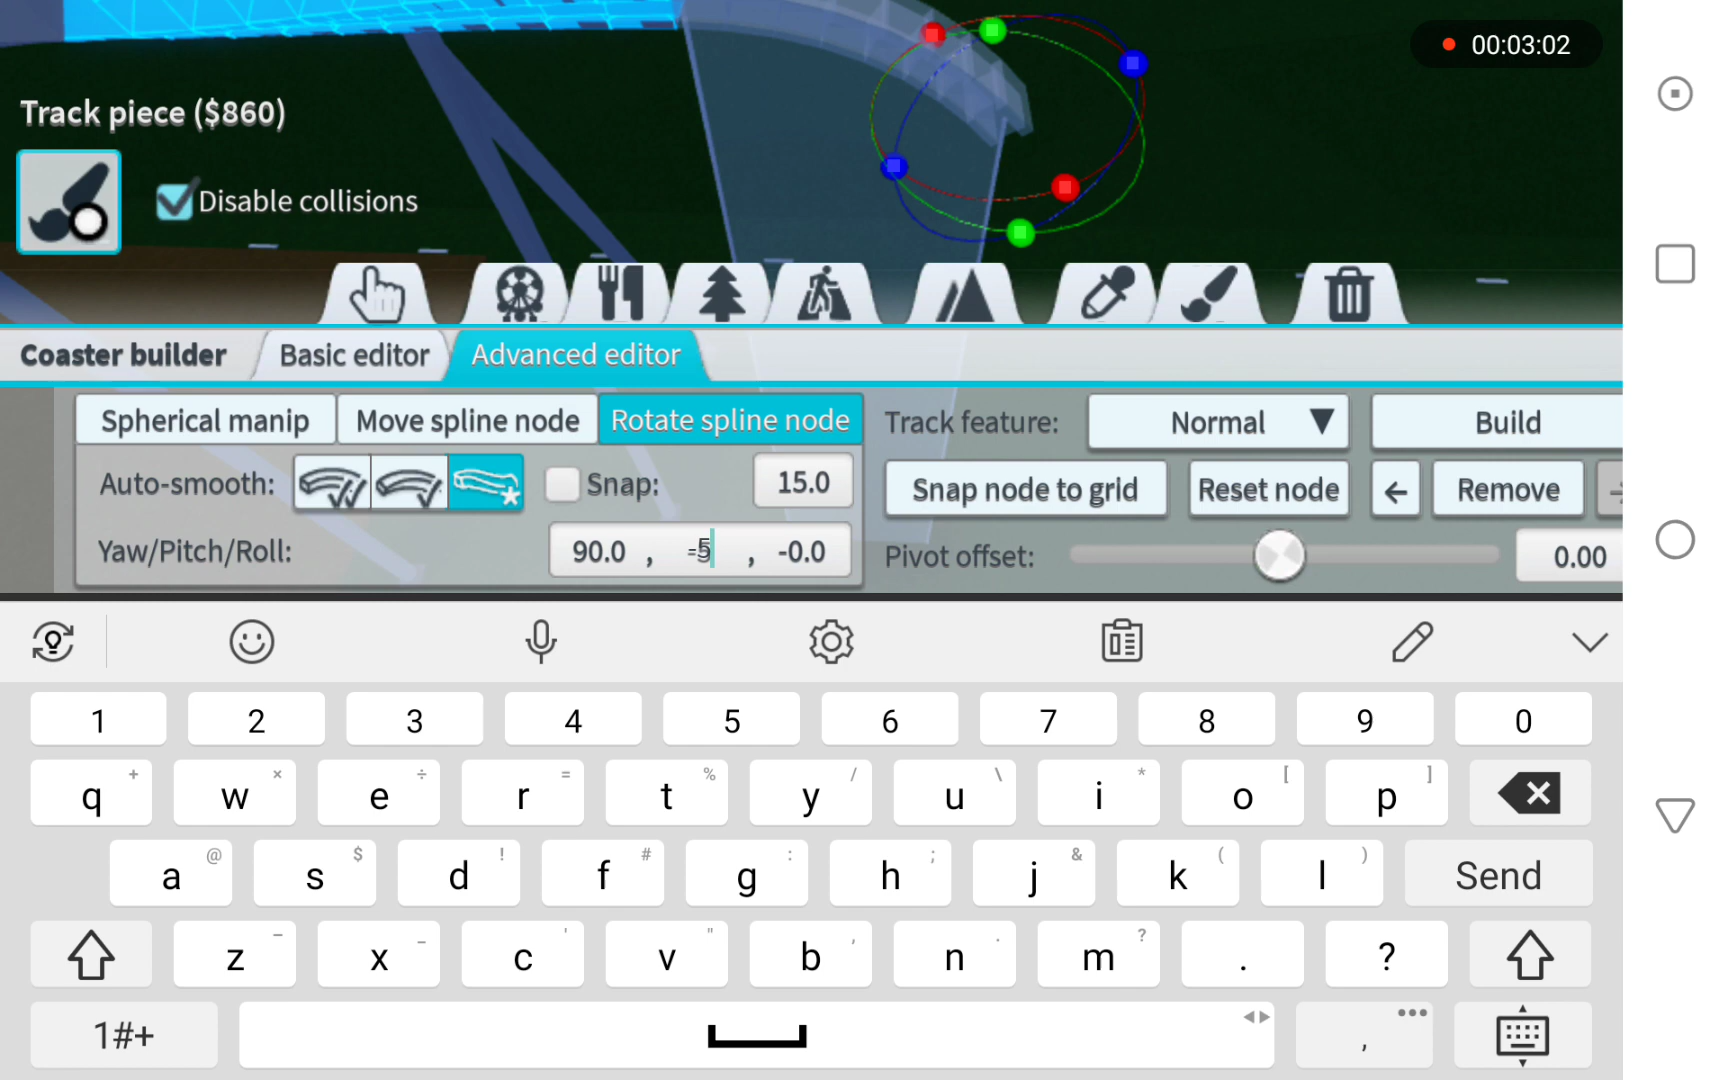 00:03:02
Track piece ($860)
Disable collisions
Coaster builder Basic editor Advanced editor
Spherical manip Move spline node Rotate spline node Track feature: Normal ▼ Build
Auto-smooth: Snap: 15.0 Snap node to grid Reset node ← Remove
Yaw/Pitch/Roll: 90.0 , -5 , -0.0 Pivot offset: 0.00
1 2 3 4 5 6 7 8 9 0
+ × ÷ = % / \ * [ ]
q w e r t y u i o p
@ $ ! # : ; & ( )
a s d f g h j k l Send
– _ ' " , . ?
z x c v b n m . ?
1#+ ,